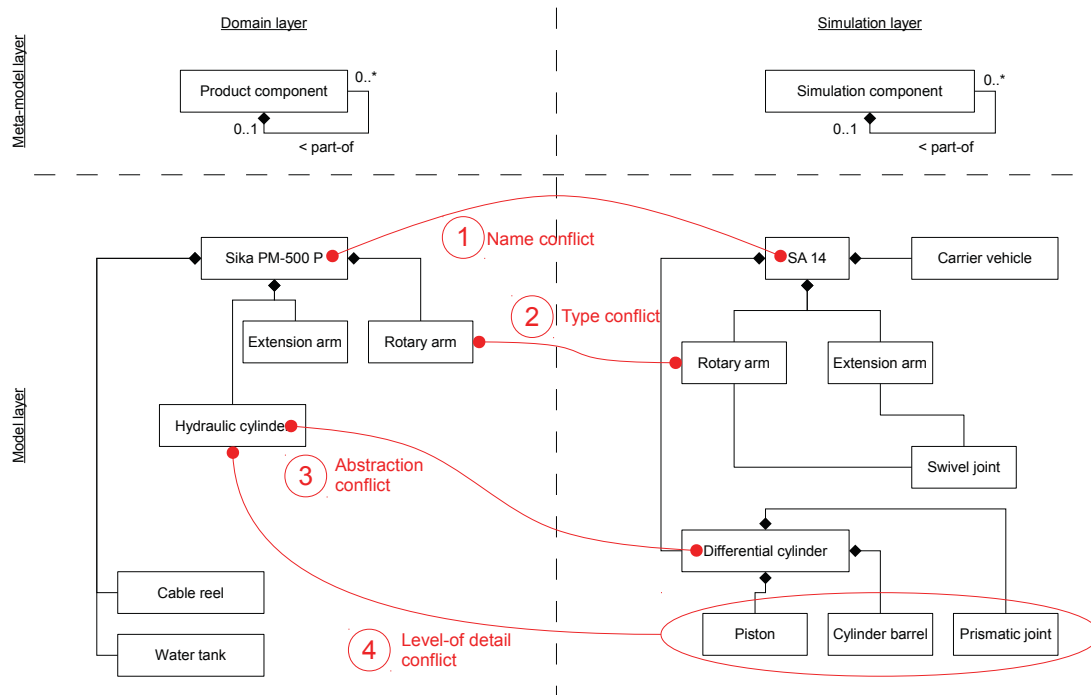 Domain layer
Simulation layer
Meta-model layer
Product component
0..*
0..1
< part-of
Simulation component
0..*
0..1
< part-of
Model layer
1 Name conflict
Sika PM-500 P
SA 14
Carrier vehicle
2 Type conflict
Extension arm
Rotary arm
Rotary arm
Extension arm
Hydraulic cylinder
3 Abstraction
conflict
Swivel joint
Differential cylinder
Cable reel
Piston
Cylinder barrel
Prismatic joint
4 Level-of detail
conflict
Water tank